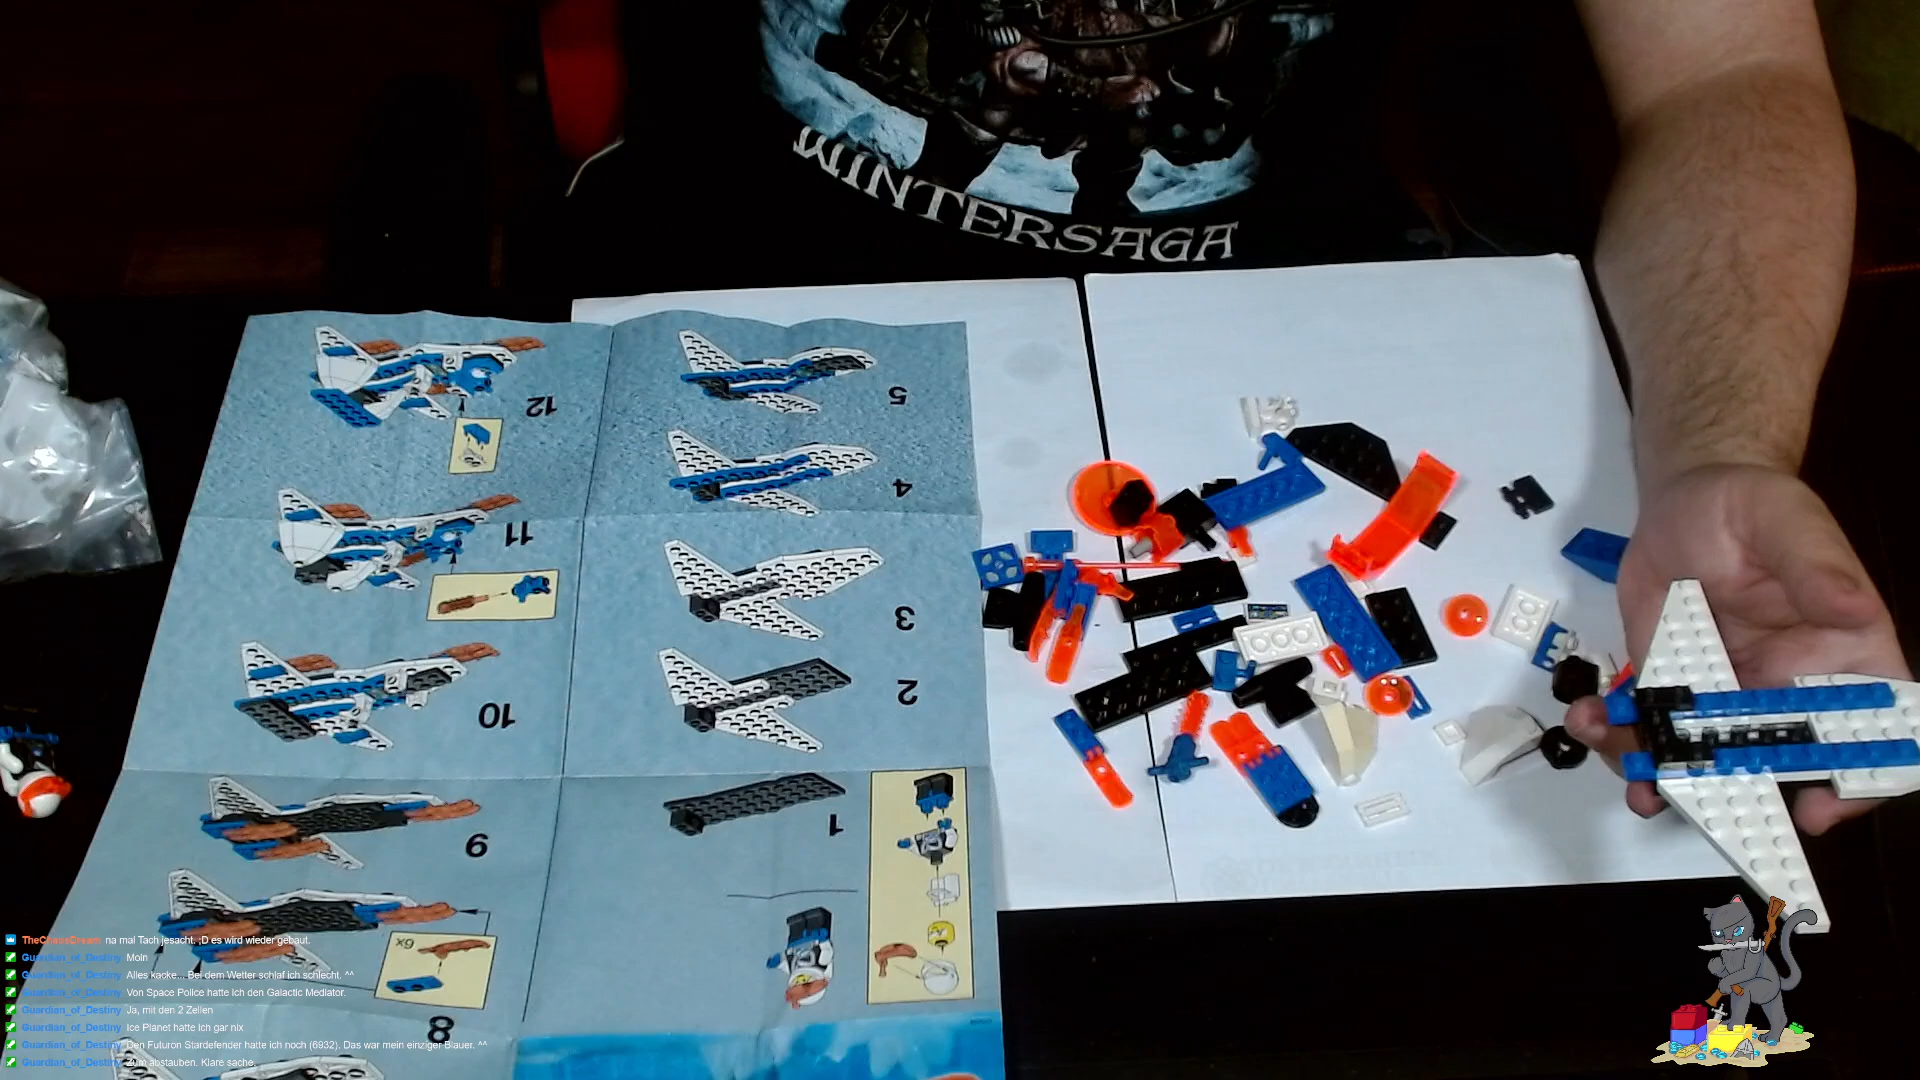 WINTERSAGA
12
5
4
11
3
2
10
1
9
x6
8
TheChaosDream: na mal Tach jesacht. ;D es wird wieder gebaut.
Guardian_of_Destiny Moin
Guardian_of_Destiny Alles kacke... Bei dem Wetter schlaf ich schlecht. ^^
Guardian_of_Destiny Von Space Police hatte ich den Galactic Mediator.
Guardian_of_Destiny Ja, mit den 2 Zellen
Guardian_of_Destiny Ice Planet hatte ich gar nix
Guardian_of_Destiny Den Futuron Stardefender hatte ich noch (6932). Das war mein einziger Blauer. ^^
Guardian_of_Destiny Zum abstauben. Klare sache.